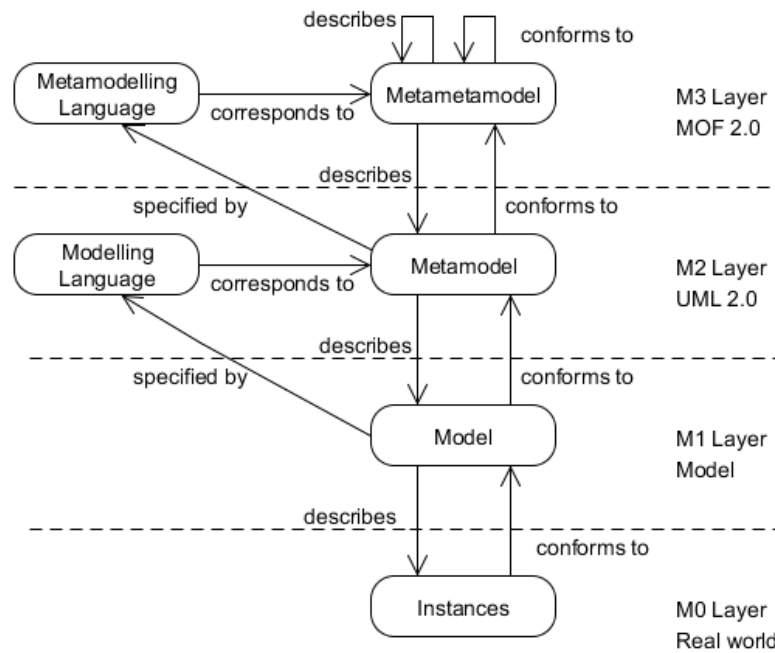 describes
conforms to
Metamodelling
Language
corresponds to
Metametamodel
M3 Layer
MOF 2.0
describes
specified by
conforms to
Modelling
Language
corresponds to
Metamodel
M2 Layer
UML 2.0
describes
specified by
conforms to
Model
M1 Layer
Model
describes
conforms to
Instances
M0 Layer
Real world